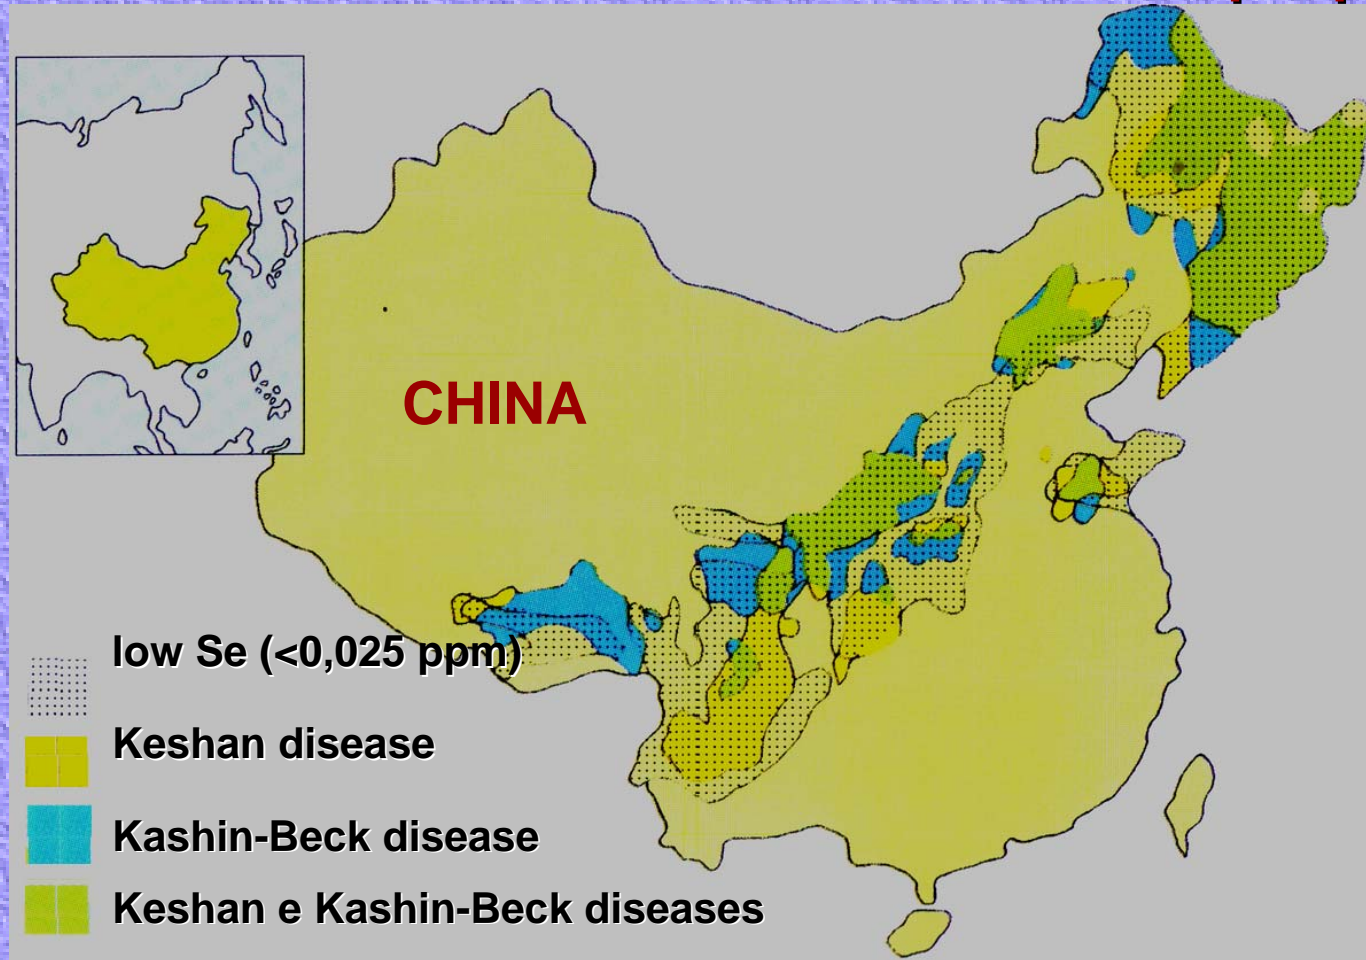 CHINA
low Se (<0,025 ppm)
Keshan disease
Kashin-Beck disease
Keshan e Kashin-Beck diseases